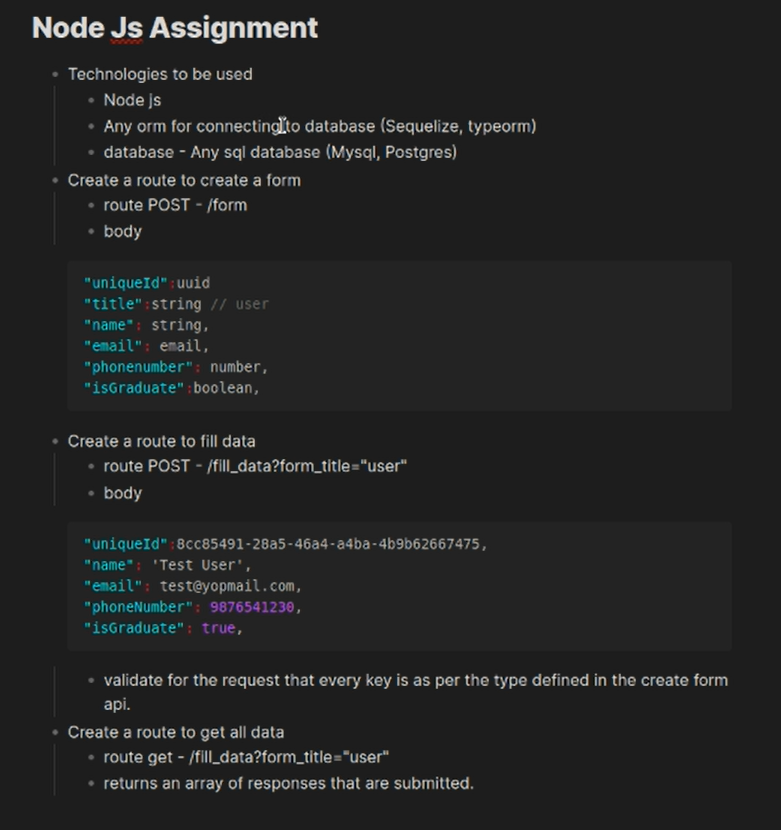 Node Js Assignment
Technologies to be used
Node js
Any orm for connecting to database (Sequelize, typeorm)
database - Any sql database (Mysql, Postgres)
Create a route to create a form
route POST - /form
body
"uniqueId":uuid
"title":string // user
"name": string,
"email": email,
"phonenumber": number,
"isGraduate":boolean,
Create a route to fill data
route POST - /fill_data?form_title="user"
body
"uniqueId":8cc85491-28a5-46a4-a4ba-4b9b62667475,
"name": 'Test User',
"email": test@yopmail.com,
"phoneNumber": 9876541230,
"isGraduate": true,
validate for the request that every key is as per the type defined in the create form
api.
Create a route to get all data
route get - /fill_data?form_title="user"
returns an array of responses that are submitted.